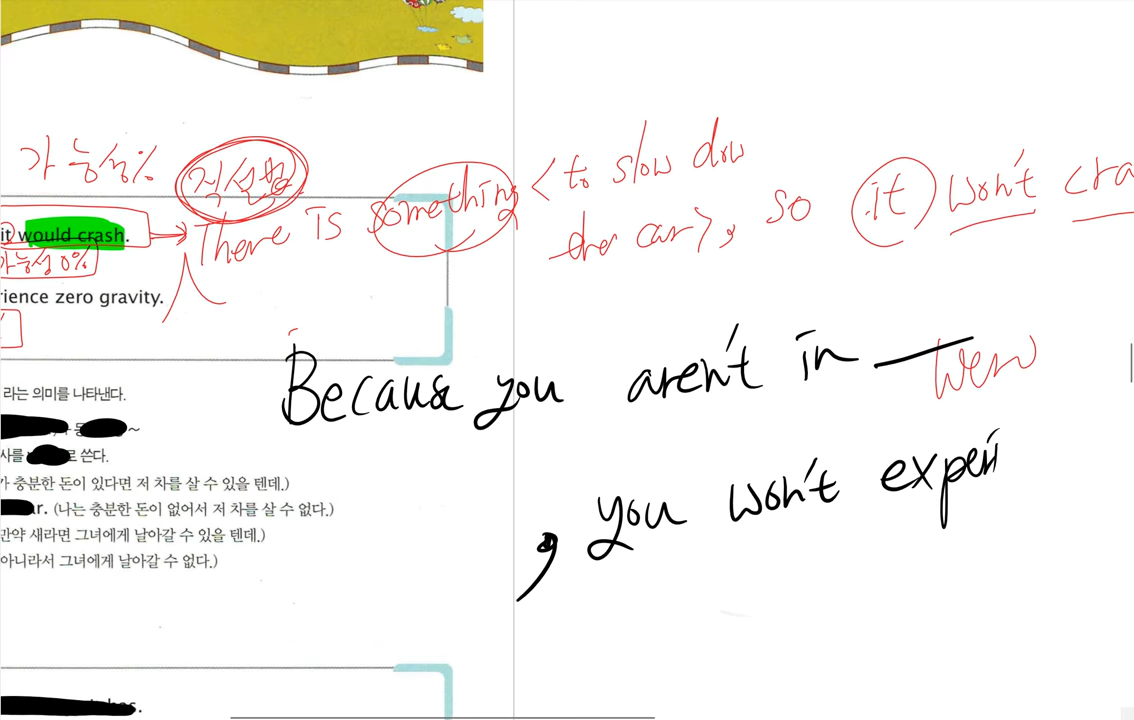 가능성%
직설법
There is something < to slow dow
the car>, so it won't cra
it would crash.
가능성 0%
rience zero gravity.
Because you aren't in
, you won't experi
라는 의미를 나타낸다.
~
사를 로 쓴다.
가 충분한 돈이 있다면 저 차를 살 수 있을 텐데.)
ar. (나는 충분한 돈이 없어서 저 차를 살 수 없다.)
만약 새라면 그녀에게 날아갈 수 있을 텐데.)
아니라서 그녀에게 날아갈 수 없다.)